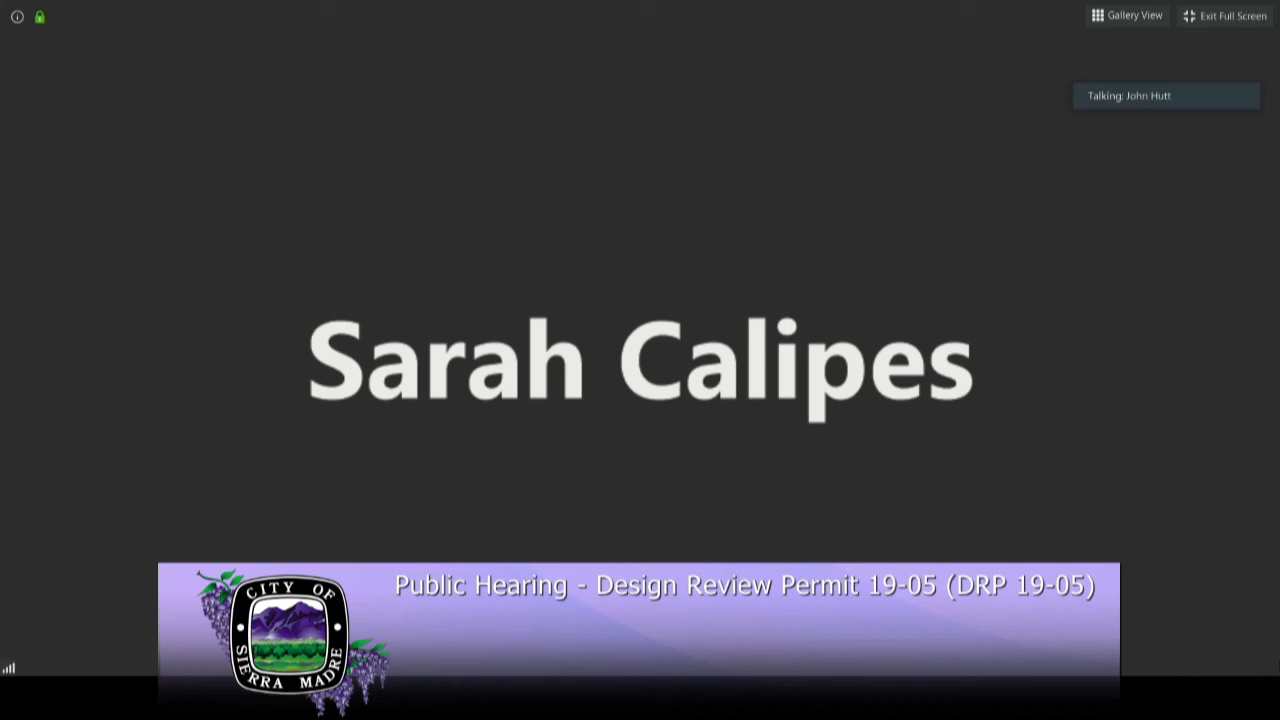 Gallery View
Exit Full Screen
Talking: John Hutt
Sarah Calipes
Public Hearing - Design Review Permit 19-05 (DRP 19-05)
CITY OF
SIERRA MADRE